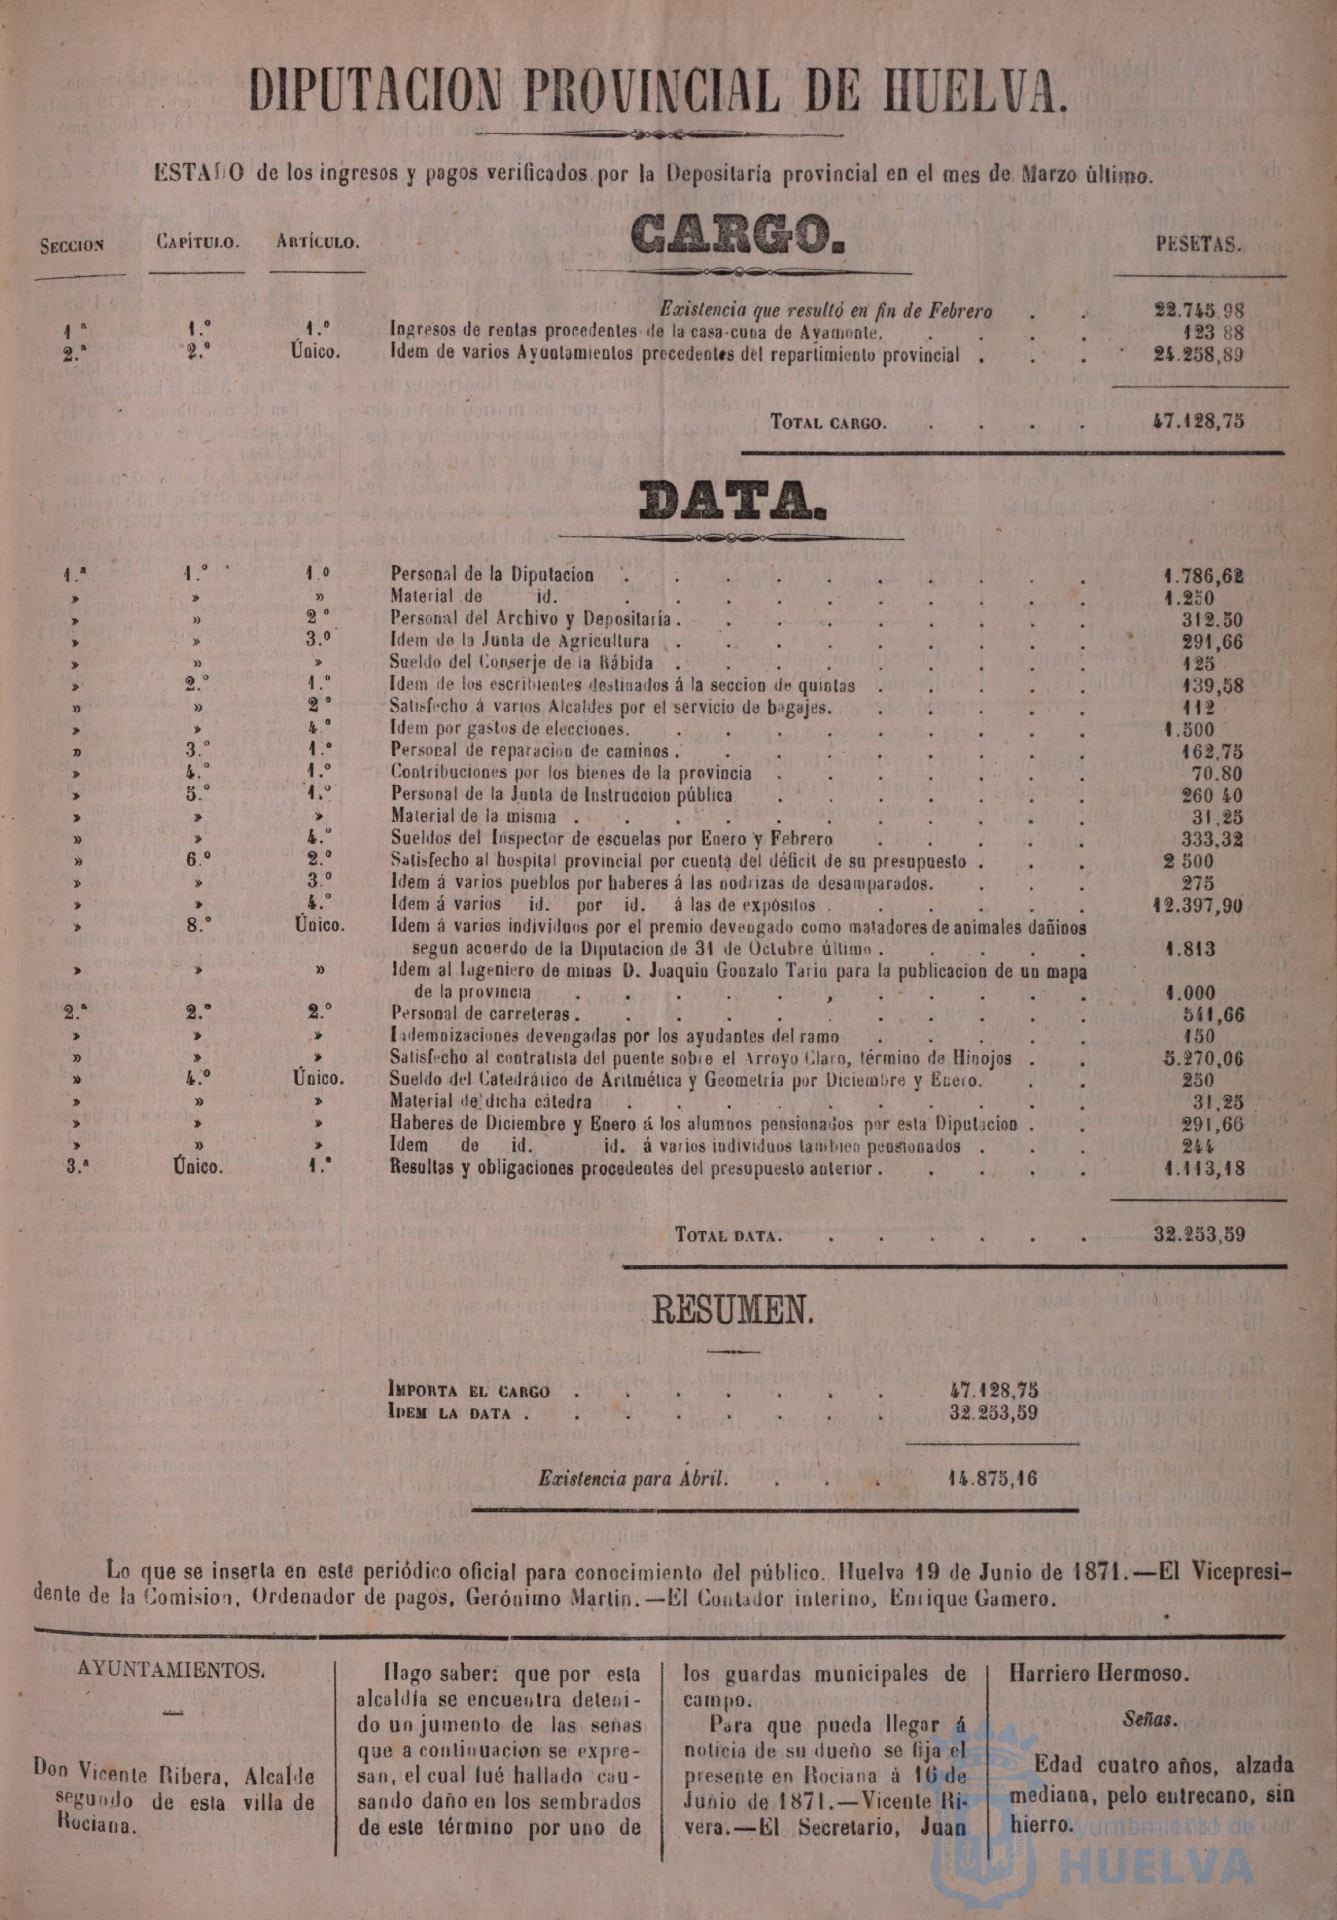 DIPUTACION PROVINCIAL DE HUELVA.
ESTADO de los ingresos y pagos verificados por la Depositaría provincial en el mes de Marzo último.
SECCION CAPÍTULO. ARTÍCULO. CARGO. PESETAS.
Existencia que resultó en fin de Febrero . . 22.745,98
1.ª 1.º 1.º Ingresos de rentas procedentes de la casa-cuna de Ayamonte. . . . . 123 88
2.ª 2.º Único. Idem de varios Ayuntamientos procedentes del repartimiento provincial . . . 24.258,89
TOTAL CARGO. . . . . 47.128,75
DATA.
1.ª 1.º 1.º Personal de la Diputacion . . . . . . . . . . 1.786,62
» » » Material de id. . . . . . . . . . . 1.250
» » 2.º Personal del Archivo y Depositaría . . . . . . . . . 312.50
» » 3.º Idem de la Junta de Agricultura . . . . . . . . . 291,66
» » » Sueldo del Conserje de la Rábida . . . . . . . . . 125
» 2.º 1.º Idem de los escribientes destinados á la seccion de quintas . . . . . 139,58
» » 2.º Satisfecho á varios Alcaldes por el servicio de bagajes. . . . . . 112
» » 4.º Idem por gastos de elecciones. . . . . . . . . . 1.500
» 3.º 1.º Personal de reparacion de caminos . . . . . . . . . 162,75
» 4.º 1.º Contribuciones por los bienes de la provincia . . . . . . . 70.80
» 5.º 1.º Personal de la Junta de Instruccion pública . . . . . . . 260 40
» » » Material de la misma . . . . . . . . . . . 31,25
» » 4.º Sueldos del Inspector de escuelas por Enero y Febrero . . . . . 333,32
» 6.º 2.º Satisfecho al hospital provincial por cuenta del déficit de su presupuesto . . . 2 500
» » 3.º Idem á varios pueblos por haberes á las nodrizas de desamparados. . . . 275
» » 4.º Idem á varios id. por id. á las de expósitos . . . . . . 12.397,90
» 8.º Único. Idem á varios individuos por el premio devengado como matadores de animales dañinos
segun acuerdo de la Diputacion de 31 de Octubre último . . . . . 1.813
» » » Idem al Ingeniero de minas D. Joaquin Gonzalo Tarin para la publicacion de un mapa
de la provincia . . . . . . . . . . . 1.000
2.ª 2.º 2.º Personal de carreteras . . . . . . . . . . . 541,66
» » » Indemnizaciones devengadas por los ayudantes del ramo . . . . . 150
» » » Satisfecho al contratista del puente sobre el Arroyo Claro, término de Hinojos . . 5.270,06
» 4.º Único. Sueldo del Catedrático de Aritmética y Geometría por Diciembre y Enero. . . 250
» » » Material de dicha cátedra . . . . . . . . . . 31,25
» » » Haberes de Diciembre y Enero á los alumnos pensionados por esta Diputacion . . 291,66
» » » Idem de id. id. á varios individuos tambien pensionados . . . 244
3.ª Único. 1.º Resultas y obligaciones procedentes del presupuesto anterior . . . . . 1.113,18
TOTAL DATA. . . . . . . 32.253,59
RESUMEN.
IMPORTA EL CARGO . . . . . . . 47.128,75
IDEM LA DATA . . . . . . . . 32.253,59
Existencia para Abril. . . . 14.875,16
Lo que se inserta en este periódico oficial para conocimiento del público. Huelva 19 de Junio de 1871.—El Vicepresi-
dente de la Comision, Ordenador de pagos, Gerónimo Martin.—El Contador interino, Enrique Gamero.
AYUNTAMIENTOS.
Don Vicente Ribera, Alcalde
segundo de esta villa de
Rociana.
Hago saber: que por esta
alcaldía se encuentra deteni-
do un jumento de las señas
que a continuacion se expre-
san, el cual fué hallado cau-
sando daño en los sembrados
de este término por uno de
los guardas municipales de
campo.
Para que pueda llegar á
noticia de su dueño se fija el
presente en Rociana á 16 de
Junio de 1871.—Vicente Ri-
vera.—El Secretario, Juan
Harriero Hermoso.
Señas.
Edad cuatro años, alzada
mediana, pelo entrecano, sin
hierro.
Ayuntamiento de
HUELVA